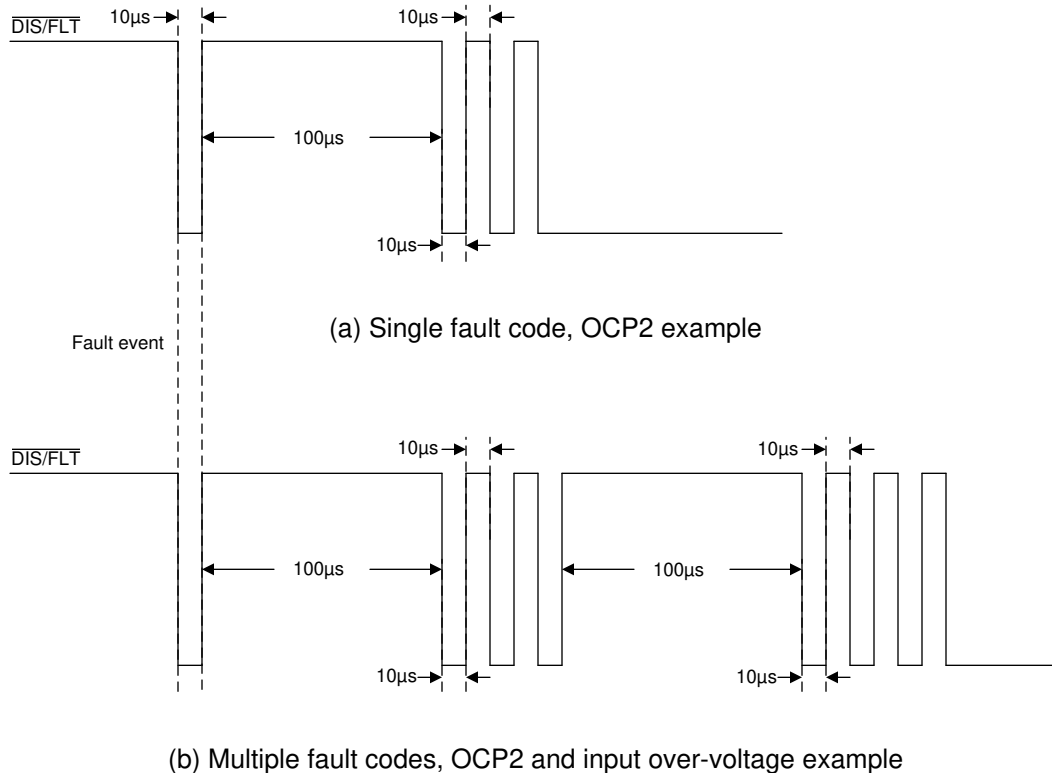 DIS/FLT
10µs
10µs
100µs
10µs
(a) Single fault code, OCP2 example
Fault event
DIS/FLT
10µs
10µs
100µs
100µs
10µs
10µs
(b) Multiple fault codes, OCP2 and input over-voltage example